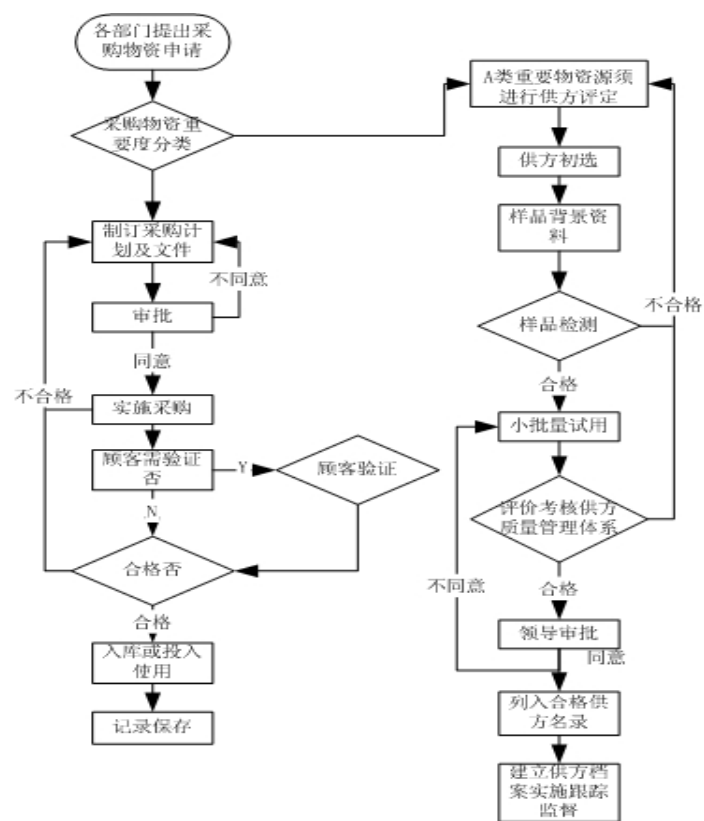 各部门提出采
购物资申请
采购物资重
要度分类
制订采购计
划及文件
不同意
审批
同意
不合格
实施采购
顾客需验证
否
Y
顾客验证
N
合格否
合格
入库或投入
使用
记录保存
A类重要物资源须
进行供方评定
供方初选
样品背景资
料
不合格
样品检测
合格
小批量试用
评价考核供方
质量管理体系
不同意
合格
领导审批
同意
列入合格供
方名录
建立供方档
案实施跟踪
监督